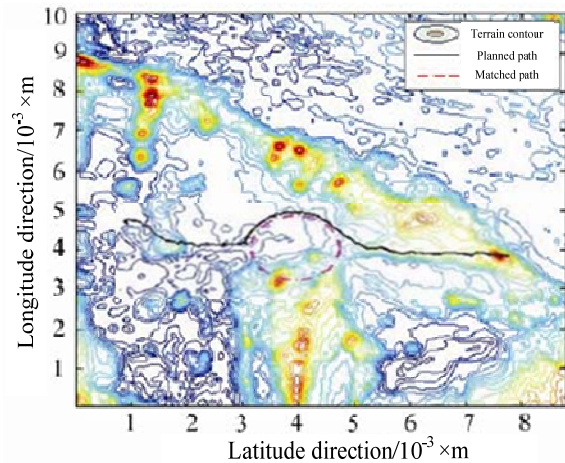 10
9
8
7
6
5
4
3
2
1
Longitude direction/10⁻³ ×m
Terrain contour
Planned path
Matched path
1 2 3 4 5 6 7 8
Latitude direction/10⁻³ ×m